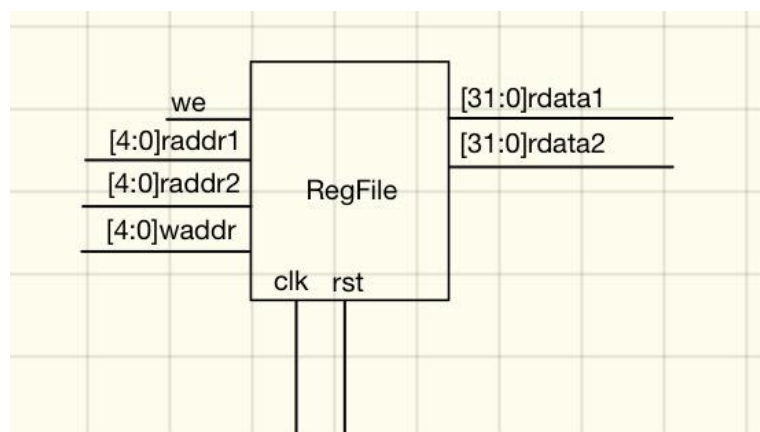 we
[4:0]raddr1
[4:0]raddr2
[4:0]waddr
RegFile
clk rst
[31:0]rdata1
[31:0]rdata2